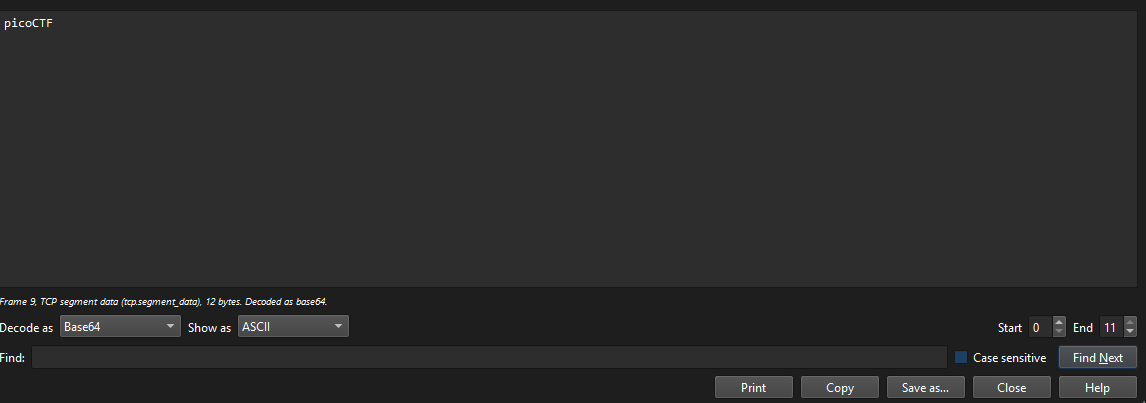 picoCTF
Frame 9, TCP segment data (tcp.segment_data), 12 bytes. Decoded as base64.
Decode as Base64 Show as ASCII Start 0 End 11
Find: Case sensitive Find Next
Print Copy Save as... Close Help